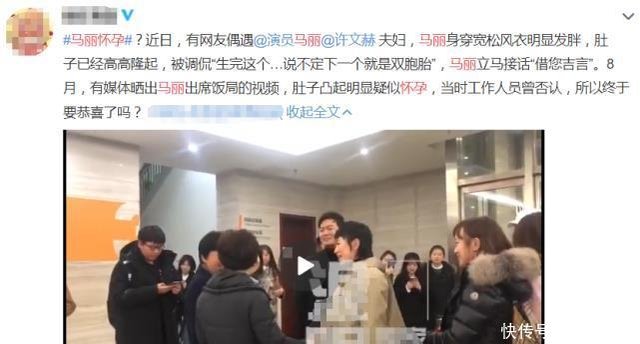 #马丽怀孕#？近日，有网友偶遇@演员马丽@许文赫 夫妇，马丽身穿宽松风衣明显发胖，肚
子已经高高隆起，被调侃“生完这个…说不定下一个就是双胞胎”，马丽立马接话“借您吉言”。8
月，有媒体晒出马丽出席饭局的视频，肚子凸起明显疑似怀孕，当时工作人员曾否认，所以终于
要恭喜了吗？ 收起全文
快传号